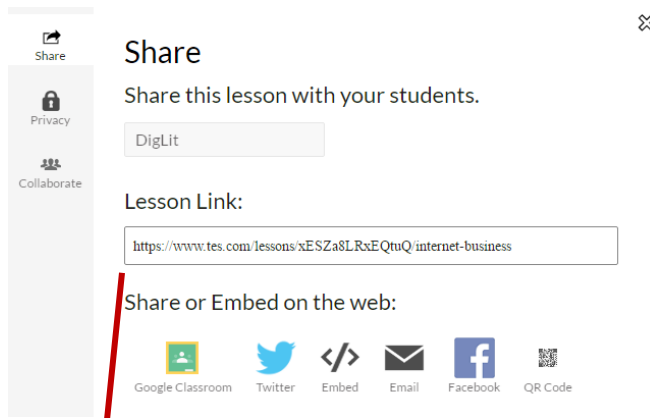 Share
Privacy
Collaborate
Share
Share this lesson with your students.
DigLit
Lesson Link:
https://www.tes.com/lessons/xESZa8LRxEQtuQ/internet-business
Share or Embed on the web:
Google Classroom Twitter Embed Email Facebook QR Code